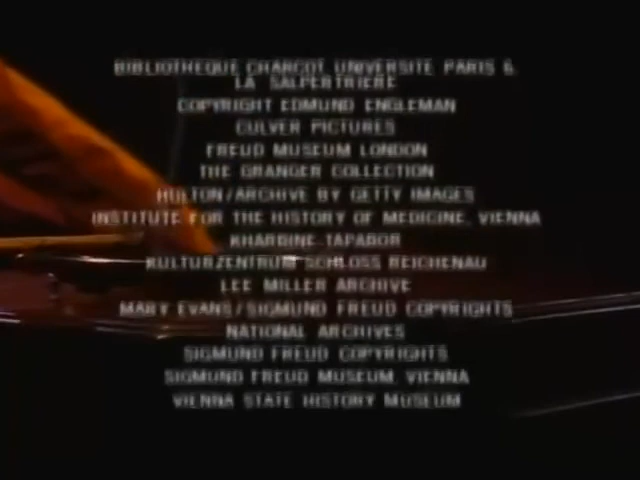 BIBLIOTHEQUE CHARCOT, UNIVERSITE PARIS 6,
LA SALPERTRIERE
COPYRIGHT EDMUND ENGLEMAN
CULVER PICTURES
FREUD MUSEUM LONDON
THE GRANGER COLLECTION
HULTON/ARCHIVE BY GETTY IMAGES
INSTITUTE FOR THE HISTORY OF MEDICINE, VIENNA
KHARBINE-TAPABOR
KULTURZENTRUM SCHLOSS REICHENAU
LEE MILLER ARCHIVE
MARY EVANS/SIGMUND FREUD COPYRIGHTS
NATIONAL ARCHIVES
SIGMUND FREUD COPYRIGHTS
SIGMUND FREUD MUSEUM, VIENNA
VIENNA STATE HISTORY MUSEUM